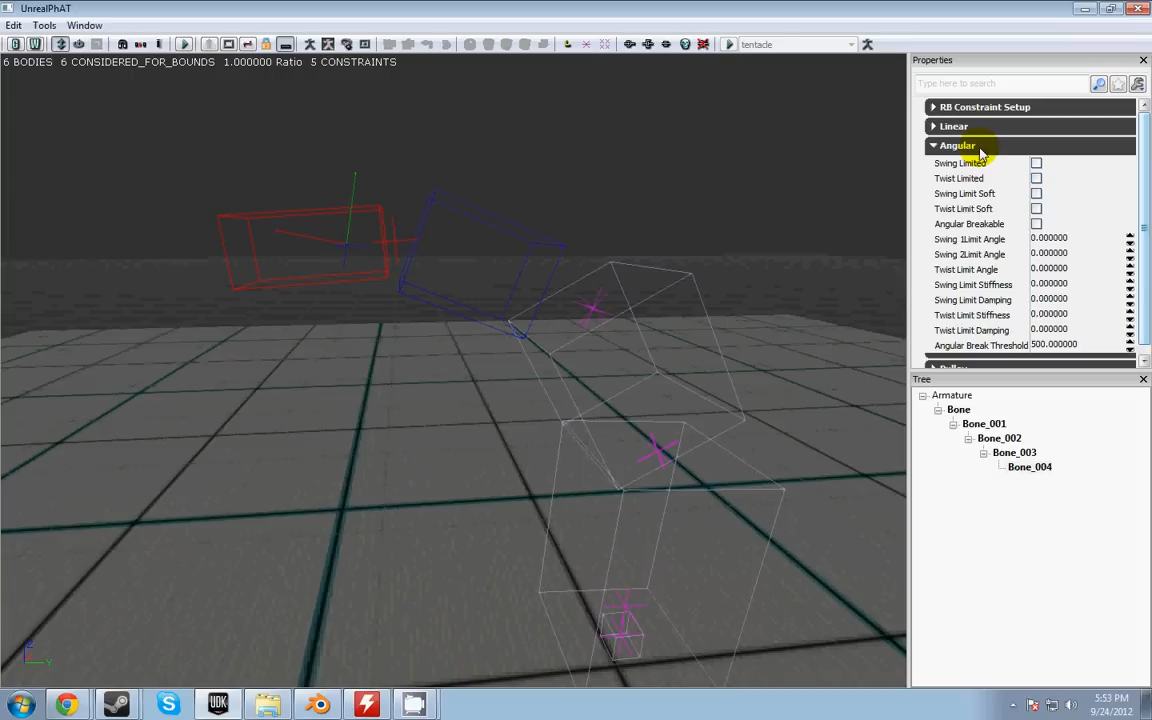 UnrealPhAT
Edit Tools Window
tentacle
6 BODIES 6 CONSIDERED_FOR_BOUNDS 1.000000 Ratio 5 CONSTRAINTS
Properties
Type here to search
RB Constraint Setup
Linear
Angular
Swing Limited
Twist Limited
Swing Limit Soft
Twist Limit Soft
Angular Breakable
Swing 1Limit Angle 0.000000
Swing 2Limit Angle 0.000000
Twist Limit Angle 0.000000
Swing Limit Stiffness 0.000000
Swing Limit Damping 0.000000
Twist Limit Stiffness 0.000000
Twist Limit Damping 0.000000
Angular Break Threshold 500.000000
Pulley
Tree
Armature
Bone
Bone_001
Bone_002
Bone_003
Bone_004
Z
Y
UDK
5:53 PM
9/24/2012